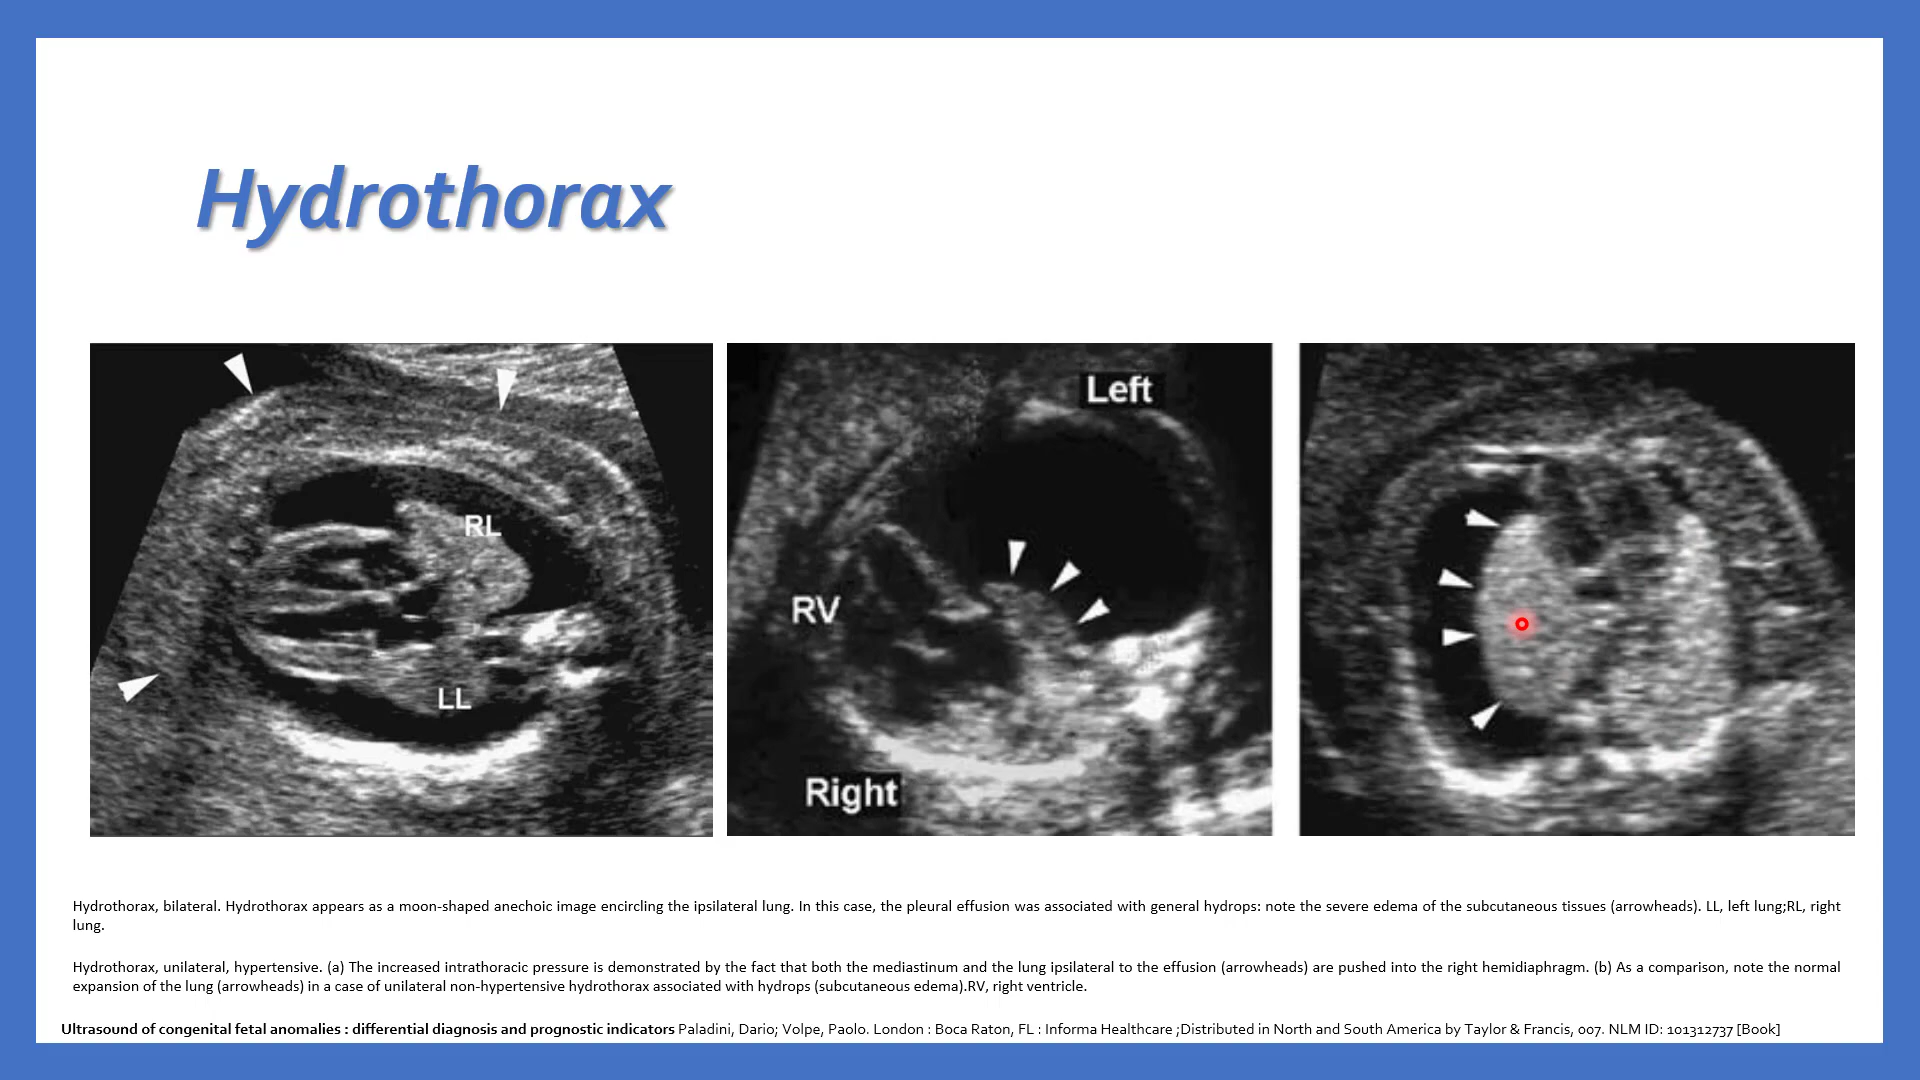 Hydrothorax
RL
LL
Left
RV
Right
Hydrothorax, bilateral. Hydrothorax appears as a moon-shaped anechoic image encircling the ipsilateral lung. In this case, the pleural effusion was associated with general hydrops: note the severe edema of the subcutaneous tissues (arrowheads). LL, left lung;RL, right
lung.
Hydrothorax, unilateral, hypertensive. (a) The increased intrathoracic pressure is demonstrated by the fact that both the mediastinum and the lung ipsilateral to the effusion (arrowheads) are pushed into the right hemidiaphragm. (b) As a comparison, note the normal
expansion of the lung (arrowheads) in a case of unilateral non-hypertensive hydrothorax associated with hydrops (subcutaneous edema).RV, right ventricle.
Ultrasound of congenital fetal anomalies : differential diagnosis and prognostic indicators Paladini, Dario; Volpe, Paolo. London : Boca Raton, FL : Informa Healthcare ;Distributed in North and South America by Taylor & Francis, 007. NLM ID: 101312737 [Book]